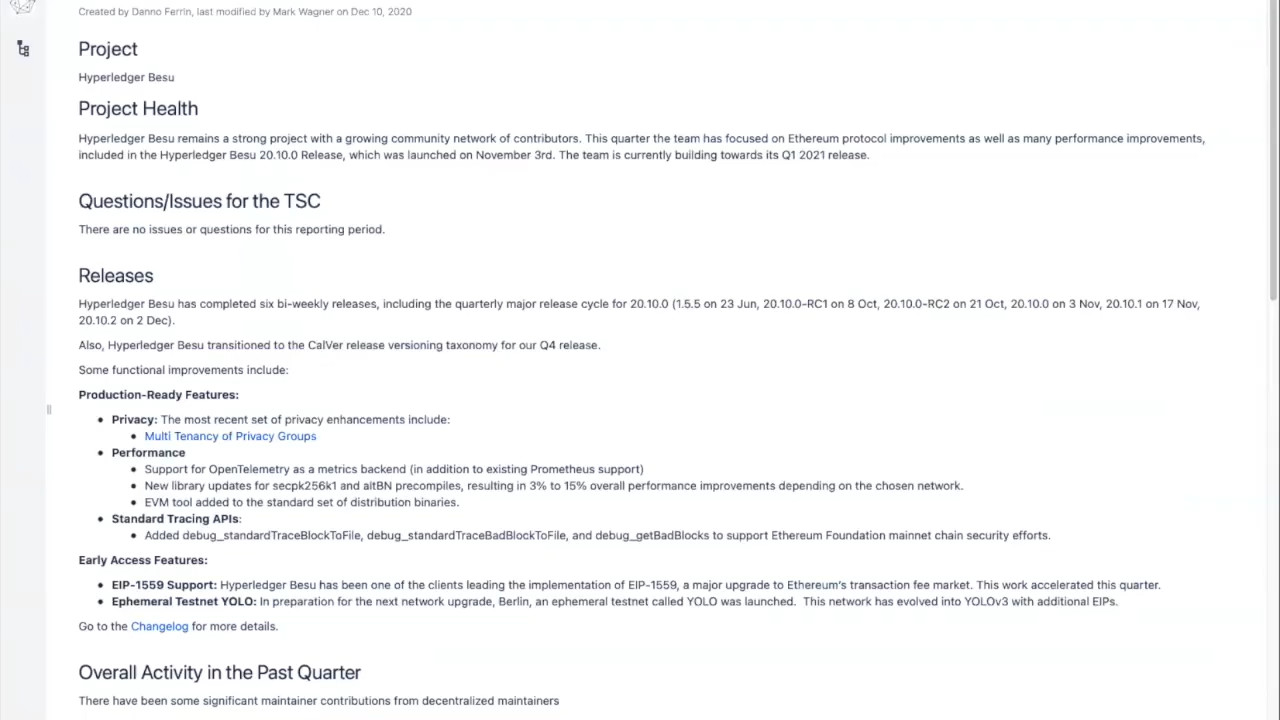 Created by Danno Ferrin, last modified by Mark Wagner on Dec 10, 2020
Project
Hyperledger Besu
Project Health
Hyperledger Besu remains a strong project with a growing community network of contributors. This quarter the team has focused on Ethereum protocol improvements as well as many performance improvements,
included in the Hyperledger Besu 20.10.0 Release, which was launched on November 3rd. The team is currently building towards its Q1 2021 release.
Questions/Issues for the TSC
There are no issues or questions for this reporting period.
Releases
Hyperledger Besu has completed six bi-weekly releases, including the quarterly major release cycle for 20.10.0 (1.5.5 on 23 Jun, 20.10.0-RC1 on 8 Oct, 20.10.0-RC2 on 21 Oct, 20.10.0 on 3 Nov, 20.10.1 on 17 Nov,
20.10.2 on 2 Dec).
Also, Hyperledger Besu transitioned to the CalVer release versioning taxonomy for our Q4 release.
Some functional improvements include:
Production-Ready Features:
• Privacy: The most recent set of privacy enhancements include:
• Multi Tenancy of Privacy Groups
• Performance
• Support for OpenTelemetry as a metrics backend (in addition to existing Prometheus support)
• New library updates for secpk256k1 and altBN precompiles, resulting in 3% to 15% overall performance improvements depending on the chosen network.
• EVM tool added to the standard set of distribution binaries.
• Standard Tracing APIs:
• Added debug_standardTraceBlockToFile, debug_standardTraceBadBlockToFile, and debug_getBadBlocks to support Ethereum Foundation mainnet chain security efforts.
Early Access Features:
• EIP-1559 Support: Hyperledger Besu has been one of the clients leading the implementation of EIP-1559, a major upgrade to Ethereum's transaction fee market. This work accelerated this quarter.
• Ephemeral Testnet YOLO: In preparation for the next network upgrade, Berlin, an ephemeral testnet called YOLO was launched. This network has evolved into YOLOv3 with additional EIPs.
Go to the Changelog for more details.
Overall Activity in the Past Quarter
There have been some significant maintainer contributions from decentralized maintainers